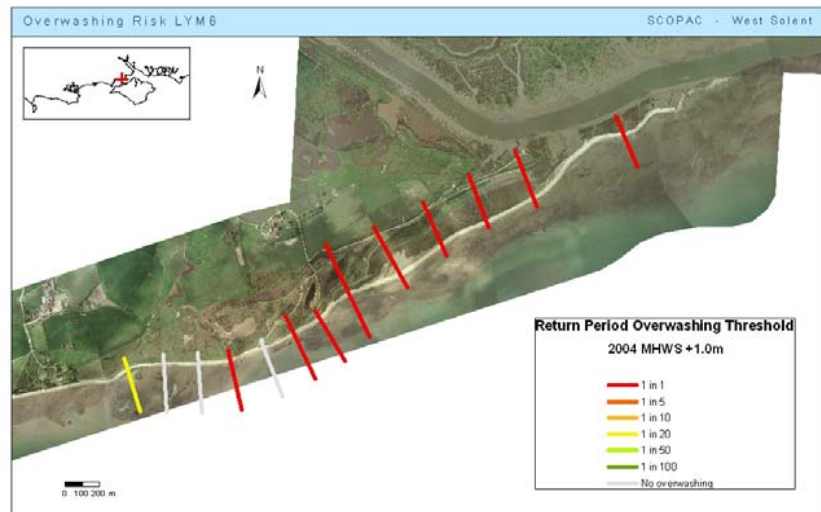 Overwashing Risk LYM6
SCOPAC - West Solent
N
Return Period Overwashing Threshold
2004 MHWS +1.0m
1 in 1
1 in 5
1 in 10
1 in 20
1 in 50
1 in 100
No overwashing
0 100 200 m